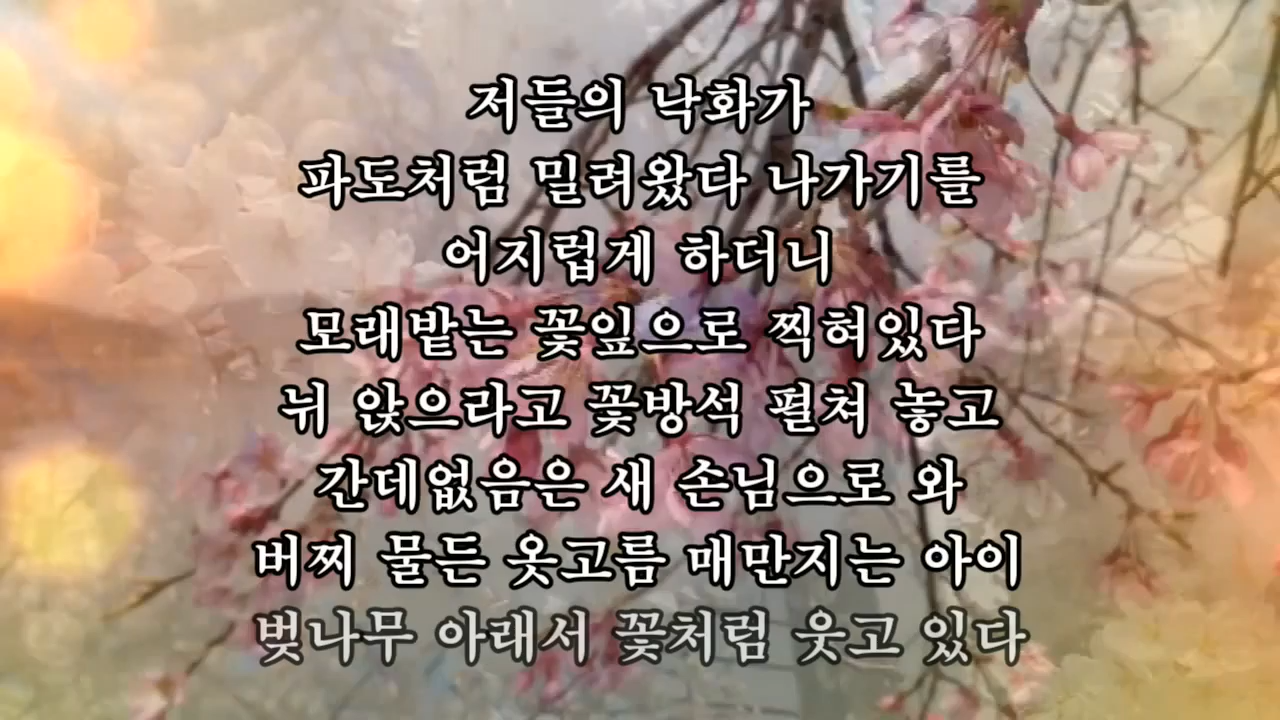 저들의 낙화가
파도처럼 밀려왔다 나가기를
어지럽게 하더니
모래밭는 꽃잎으로 찍혀있다
뉘 앉으라고 꽃방석 펼쳐 놓고
간데없음은 새 손님으로 와
버찌 물든 옷고름 매만지는 아이
벚나무 아래서 꽃처럼 웃고 있다